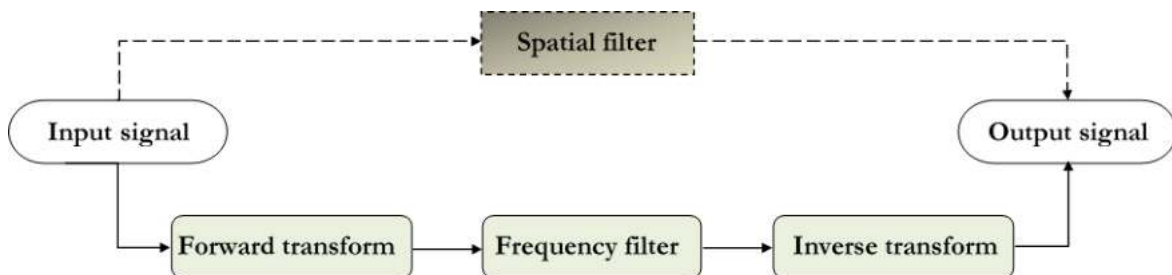 Spatial filter
Input signal
Output signal
Forward transform
Frequency filter
Inverse transform